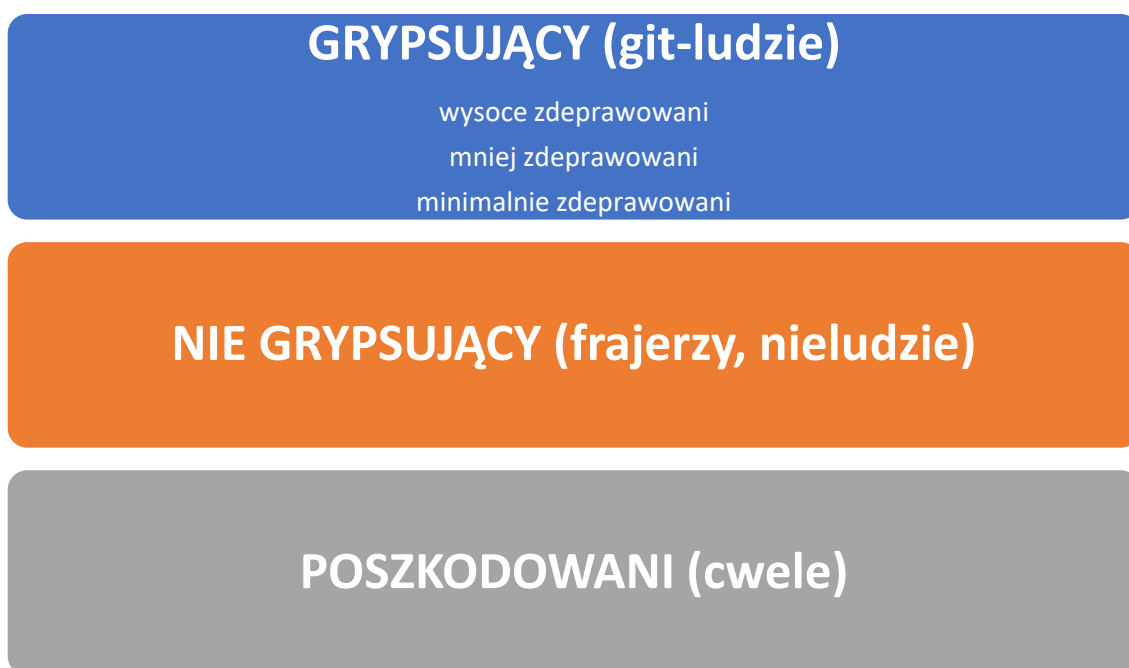 GRYPSUJĄCY (git-ludzie)
wysoce zdeprawowani
mniej zdeprawowani
minimalnie zdeprawowani
NIE GRYPSUJĄCY (frajerzy, nieludzie)
POSZKODOWANI (cwele)